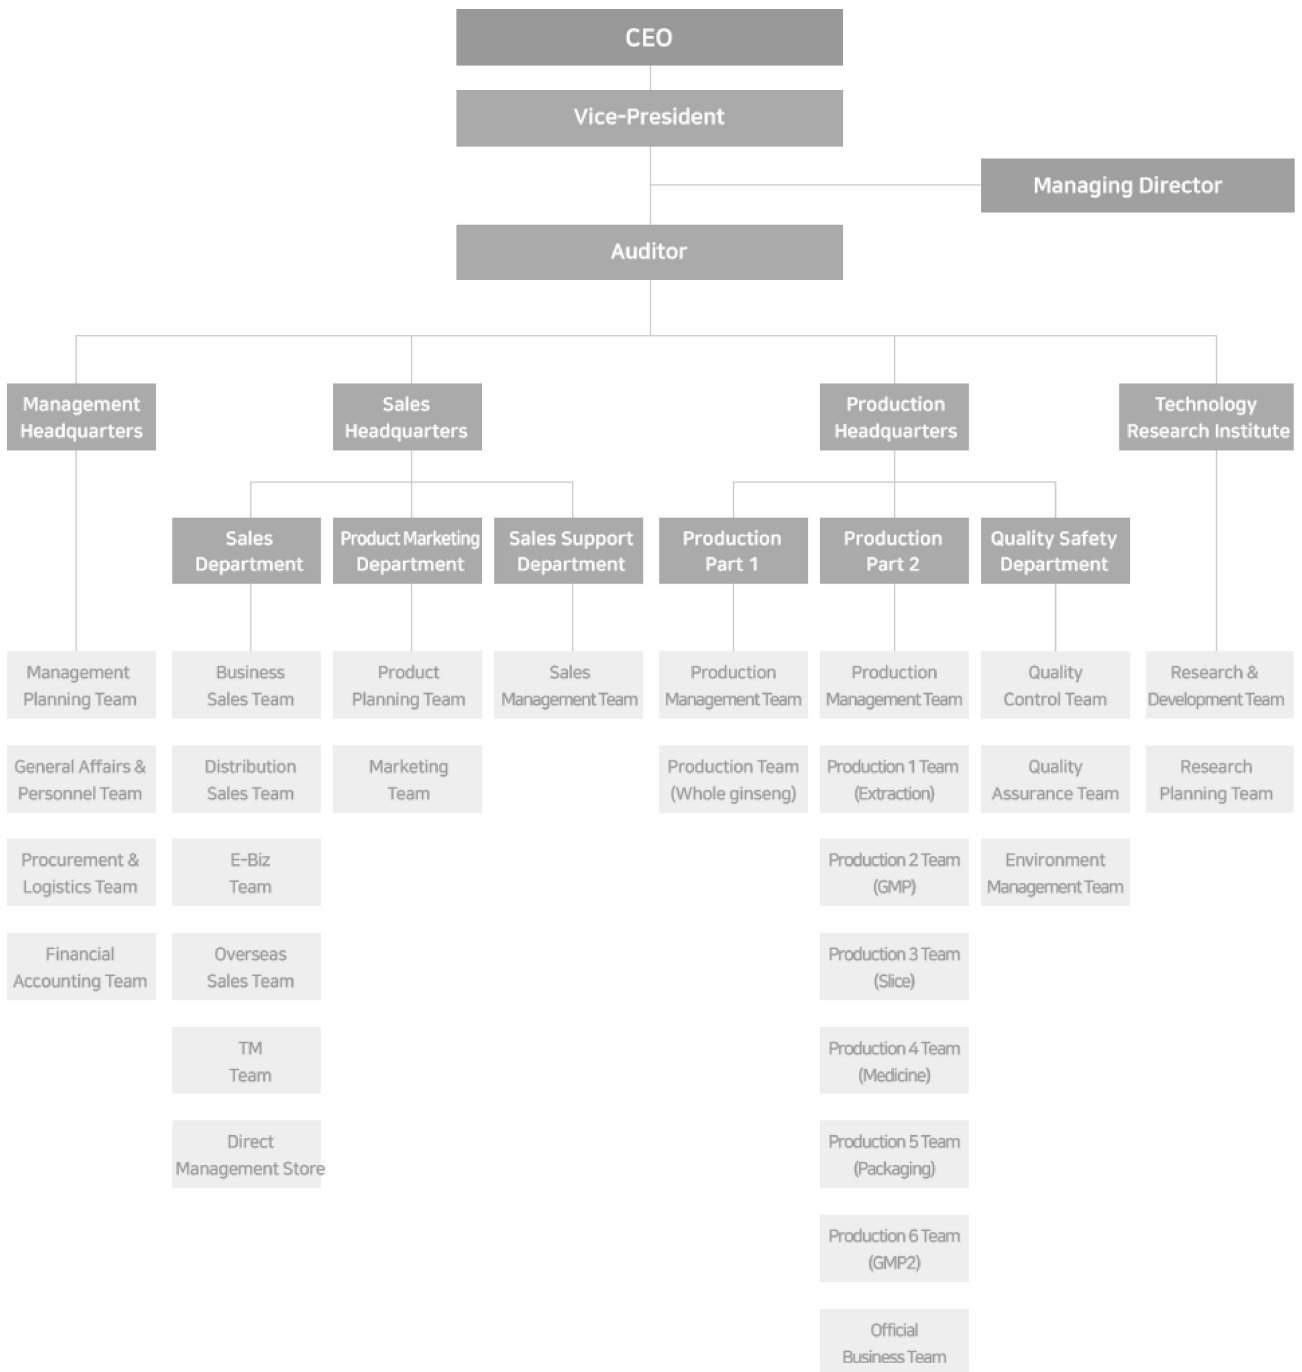 CEO
Vice-President
Managing Director
Auditor
Management
Headquarters
Sales
Headquarters
Production
Headquarters
Technology
Research Institute
Sales
Department
Product Marketing
Department
Sales Support
Department
Production
Part 1
Production
Part 2
Quality Safety
Department
Management
Planning Team
Business
Sales Team
Product
Planning Team
Sales
Management Team
Production
Management Team
Production
Management Team
Quality
Control Team
Research &
Development Team
General Affairs &
Personnel Team
Distribution
Sales Team
Marketing
Team
Production Team
(Whole ginseng)
Production 1 Team
(Extraction)
Quality
Assurance Team
Research
Planning Team
Procurement &
Logistics Team
E-Biz
Team
Production 2 Team
(GMP)
Environment
Management Team
Financial
Accounting Team
Overseas
Sales Team
Production 3 Team
(Slice)
TM
Team
Production 4 Team
(Medicine)
Direct
Management Store
Production 5 Team
(Packaging)
Production 6 Team
(GMP2)
Official
Business Team